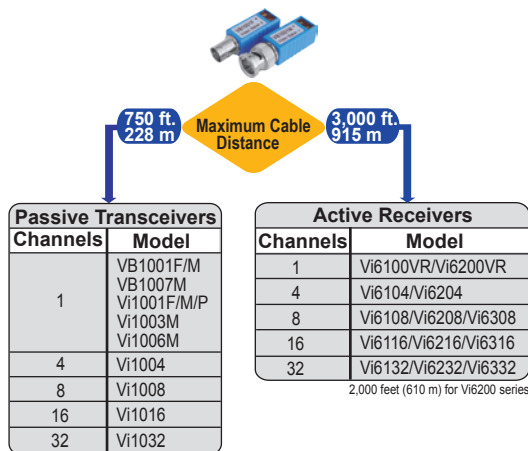 750 ft.
228 m
Maximum Cable
Distance
3,000 ft.
915 m
Passive Transceivers
Channels Model
1 VB1001F/M
VB1007M
Vi1001F/M/P
Vi1003M
Vi1006M
4 Vi1004
8 Vi1008
16 Vi1016
32 Vi1032
Active Receivers
Channels Model
1 Vi6100VR/Vi6200VR
4 Vi6104/Vi6204
8 Vi6108/Vi6208/Vi6308
16 Vi6116/Vi6216/Vi6316
32 Vi6132/Vi6232/Vi6332
2,000 feet (610 m) for Vi6200 series